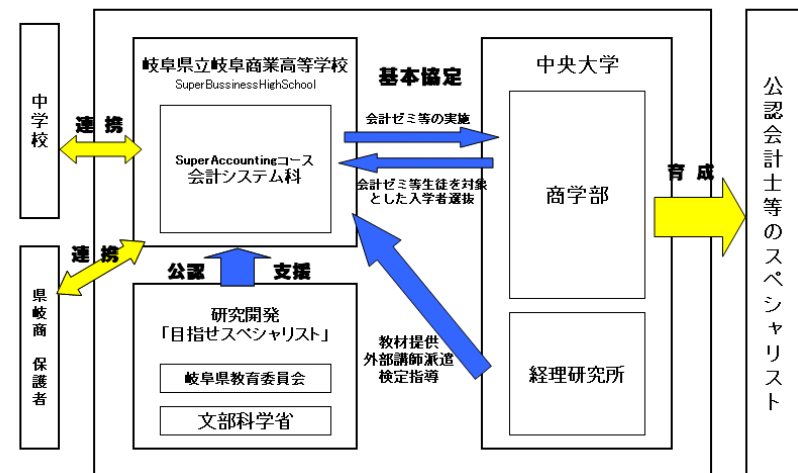 中学校
連携
県岐商 保護者
連携
岐阜県立岐阜商業高等学校
SuperBussinessHighSchool
SuperAccountingコース
会計システム科
公認 支援
研究開発
「目指せスペシャリスト」
岐阜県教育委員会
文部科学省
基本協定
会計ゼミ等の実施
会計ゼミ等生徒を対象
とした入学者選抜
教材提供
外部講師派遣
検定指導
中央大学
商学部
経理研究所
育成
公認会計士等のスペシャリスト